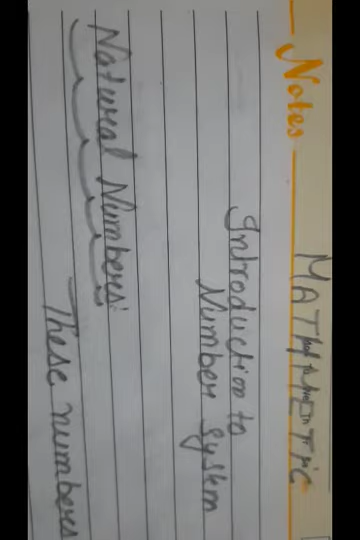 Notes
Introduction to
Number System
Natural Numbers:
These numbers